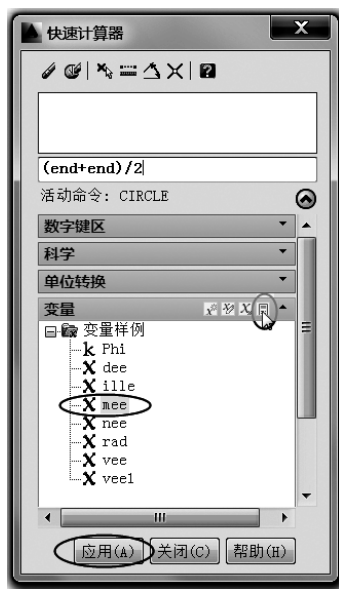 快速计算器
(end+end)/2
活动命令: CIRCLE
数字键区
科学
单位转换
变量
变量样例
k Phi
X dee
X ille
X mee
X nee
X rad
X vee
X vee1
应用(A) 关闭(C) 帮助(H)